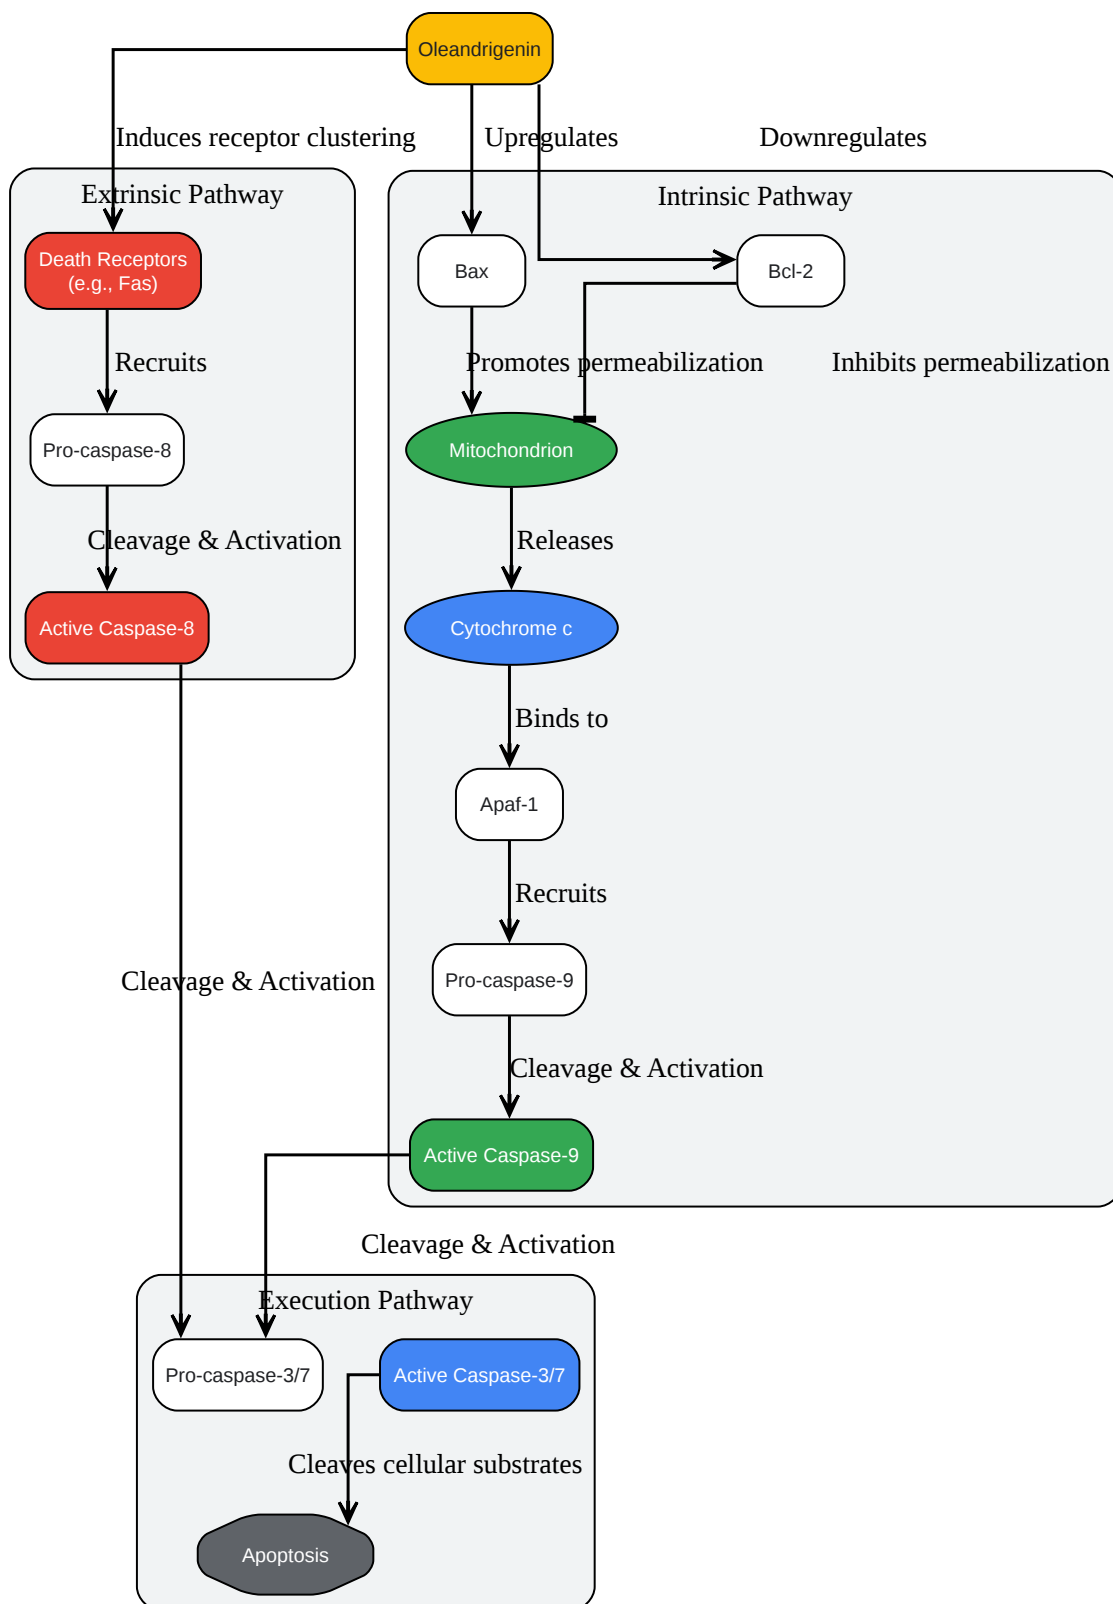 Oleandrigenin
Induces receptor clustering
Upregulates
Downregulates
Extrinsic Pathway
Intrinsic Pathway
Death Receptors
(e.g., Fas)
Bax
Bcl-2
Recruits
Promotes permeabilization
Inhibits permeabilization
Pro-caspase-8
Mitochondrion
Cleavage & Activation
Releases
Active Caspase-8
Cytochrome c
Binds to
Apaf-1
Recruits
Cleavage & Activation
Pro-caspase-9
Cleavage & Activation
Active Caspase-9
Cleavage & Activation
Execution Pathway
Pro-caspase-3/7
Active Caspase-3/7
Cleaves cellular substrates
Apoptosis